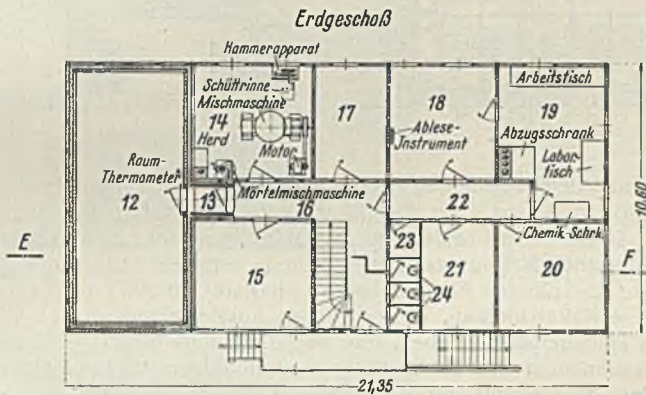 Erdgeschoß
Hammerapparat
Schüttrinne
Mischmaschine
14
Herd
Motor
17
18
Ablese-
Instrument
Arbeitstisch
19
Abzugsschrank
Labor-
tisch
Raum-
Thermometer
12
13
Mörtelmischmaschine
16
22
Chemik-Schrk.
10,60
E
15
23
24
21
20
F
21,35